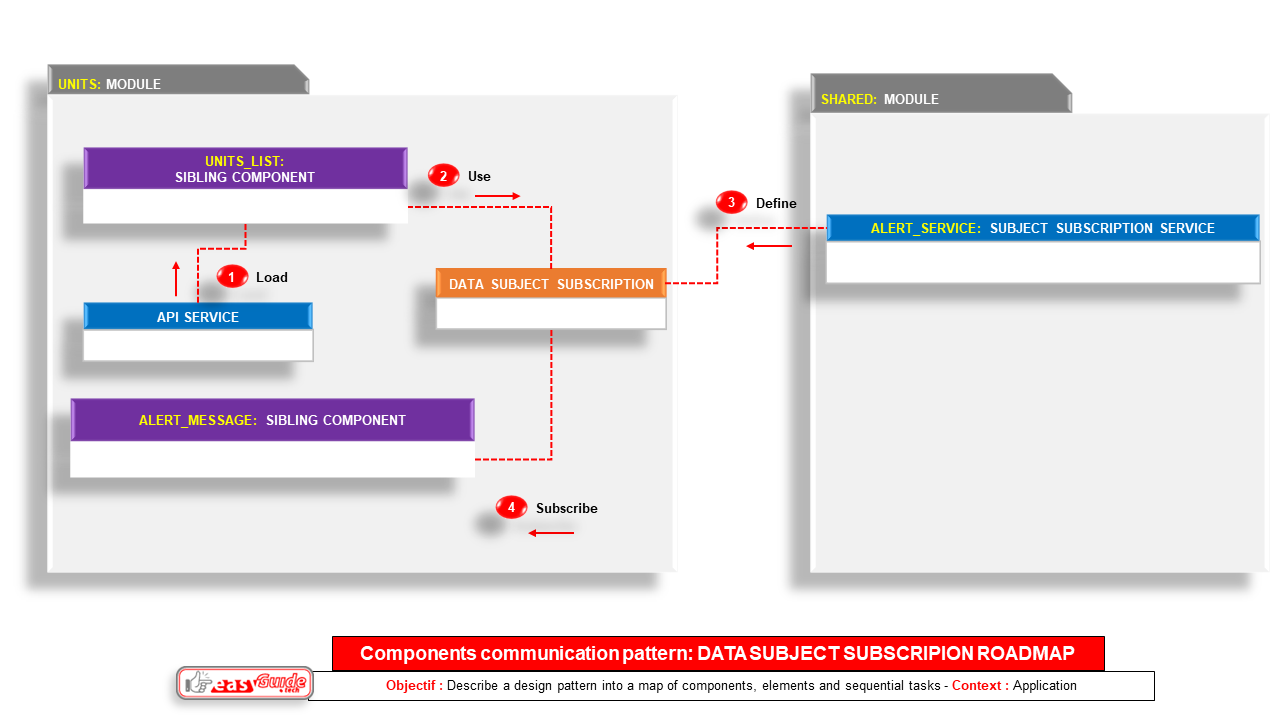 UNITS: MODULE
SHARED: MODULE
UNITS_LIST:
SIBLING COMPONENT
2 Use
3 Define
ALERT_SERVICE: SUBJECT SUBSCRIPTION SERVICE
1 Load
DATA SUBJECT SUBSCRIPTION
API SERVICE
ALERT_MESSAGE: SIBLING COMPONENT
4 Subscribe
Components communication pattern: DATA SUBJECT SUBSCRIPION ROADMAP
easyGuide.tech
Objectif : Describe a design pattern into a map of components, elements and sequential tasks - Context : Application